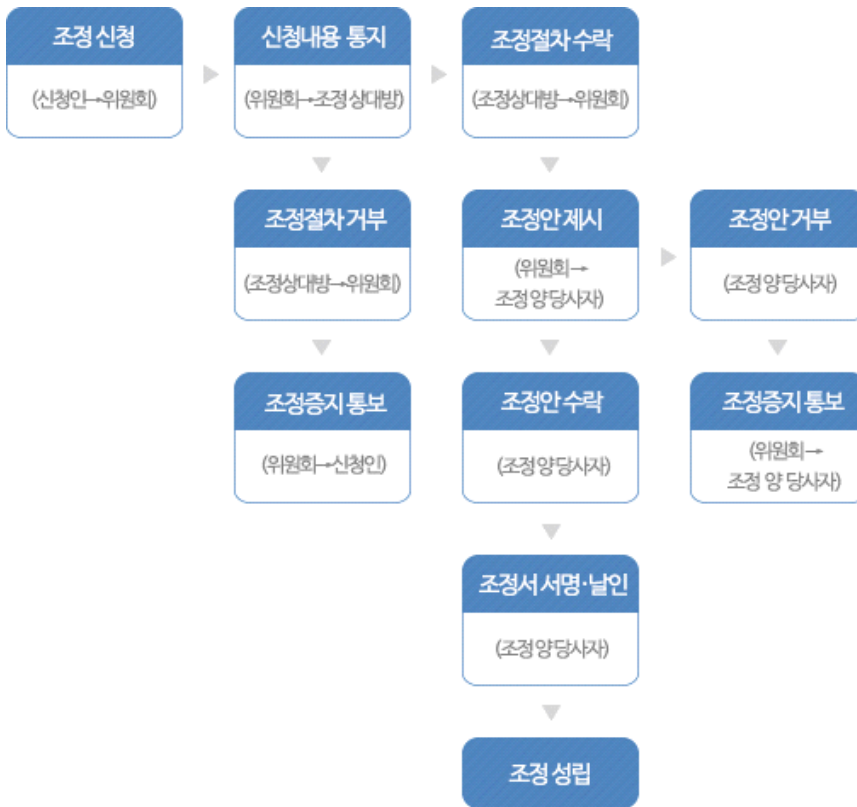 조정 신청
(신청인→위원회)
신청내용 통지
(위원회→조정 상대방)
조정절차 수락
(조정상대방→위원회)
조정절차 거부
(조정상대방→위원회)
조정안 제시
(위원회→
조정 양 당사자)
조정안 거부
(조정 양 당사자)
조정증지 통보
(위원회→신청인)
조정안 수락
(조정 양 당사자)
조정증지 통보
(위원회→
조정 양 당사자)
조정서 서명·날인
(조정 양 당사자)
조정 성립